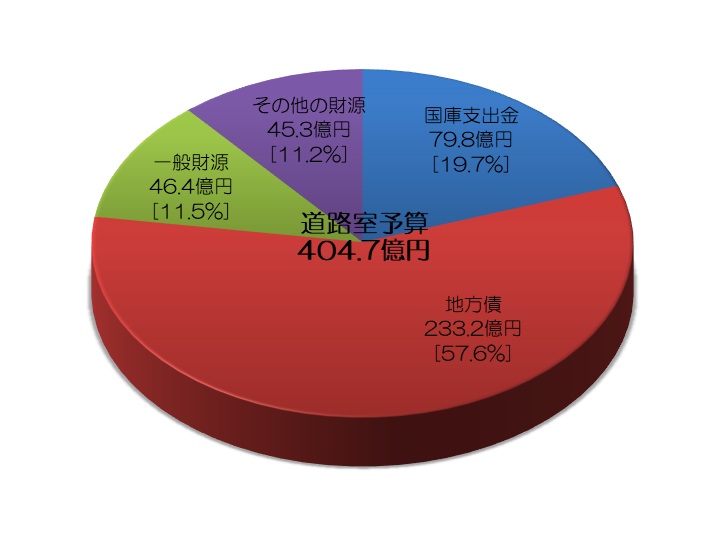 その他の財源
45.3億円
[11.2%]
国庫支出金
79.8億円
[19.7%]
一般財源
46.4億円
[11.5%]
道路室予算
404.7億円
地方債
233.2億円
[57.6%]